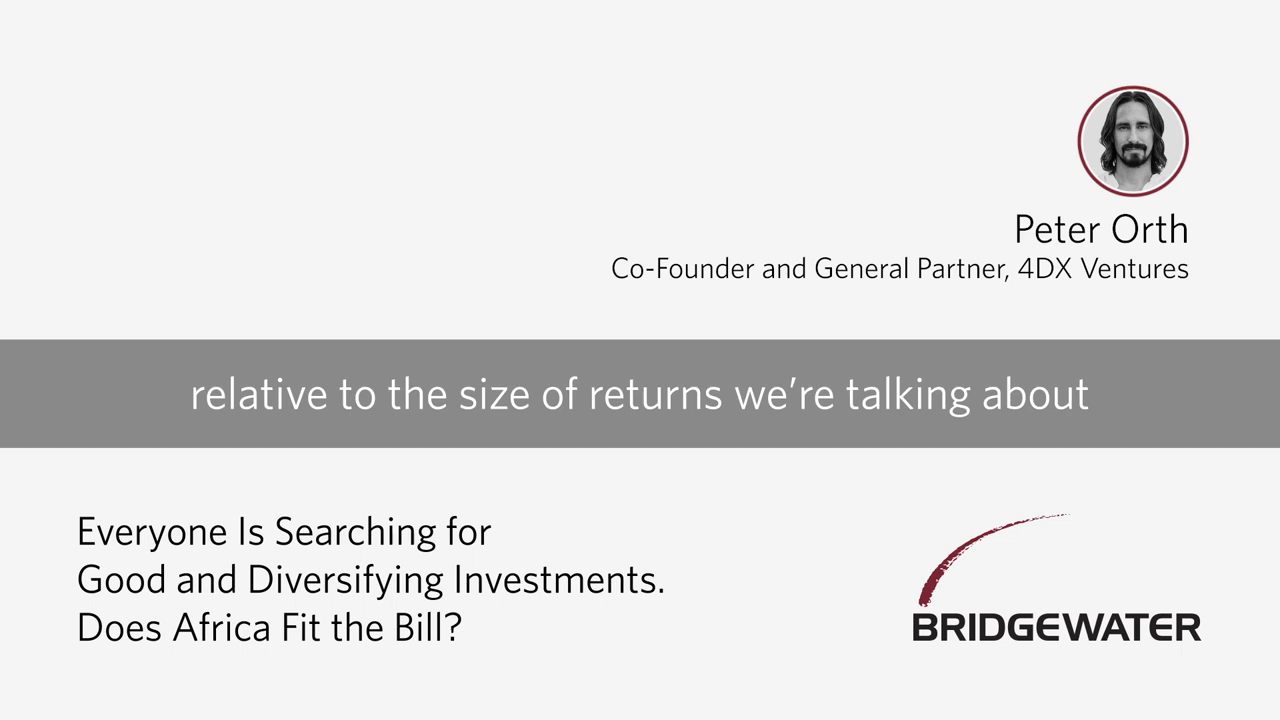 Peter Orth
Co-Founder and General Partner, 4DX Ventures
relative to the size of returns we’re talking about
Everyone Is Searching for
Good and Diversifying Investments.
Does Africa Fit the Bill?
BRIDGEWATER